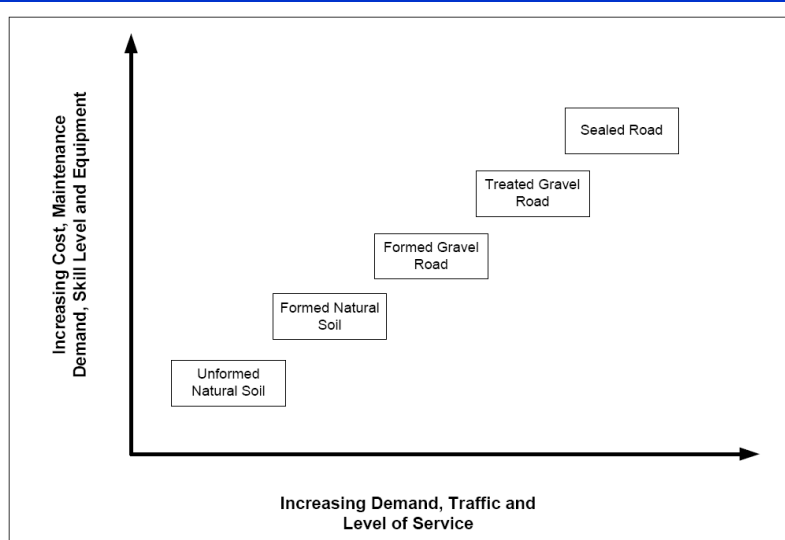 Increasing Cost, Maintenance
Demand, Skill Level and Equipment
Sealed Road
Treated Gravel
Road
Formed Gravel
Road
Formed Natural
Soil
Unformed
Natural Soil
Increasing Demand, Traffic and
Level of Service